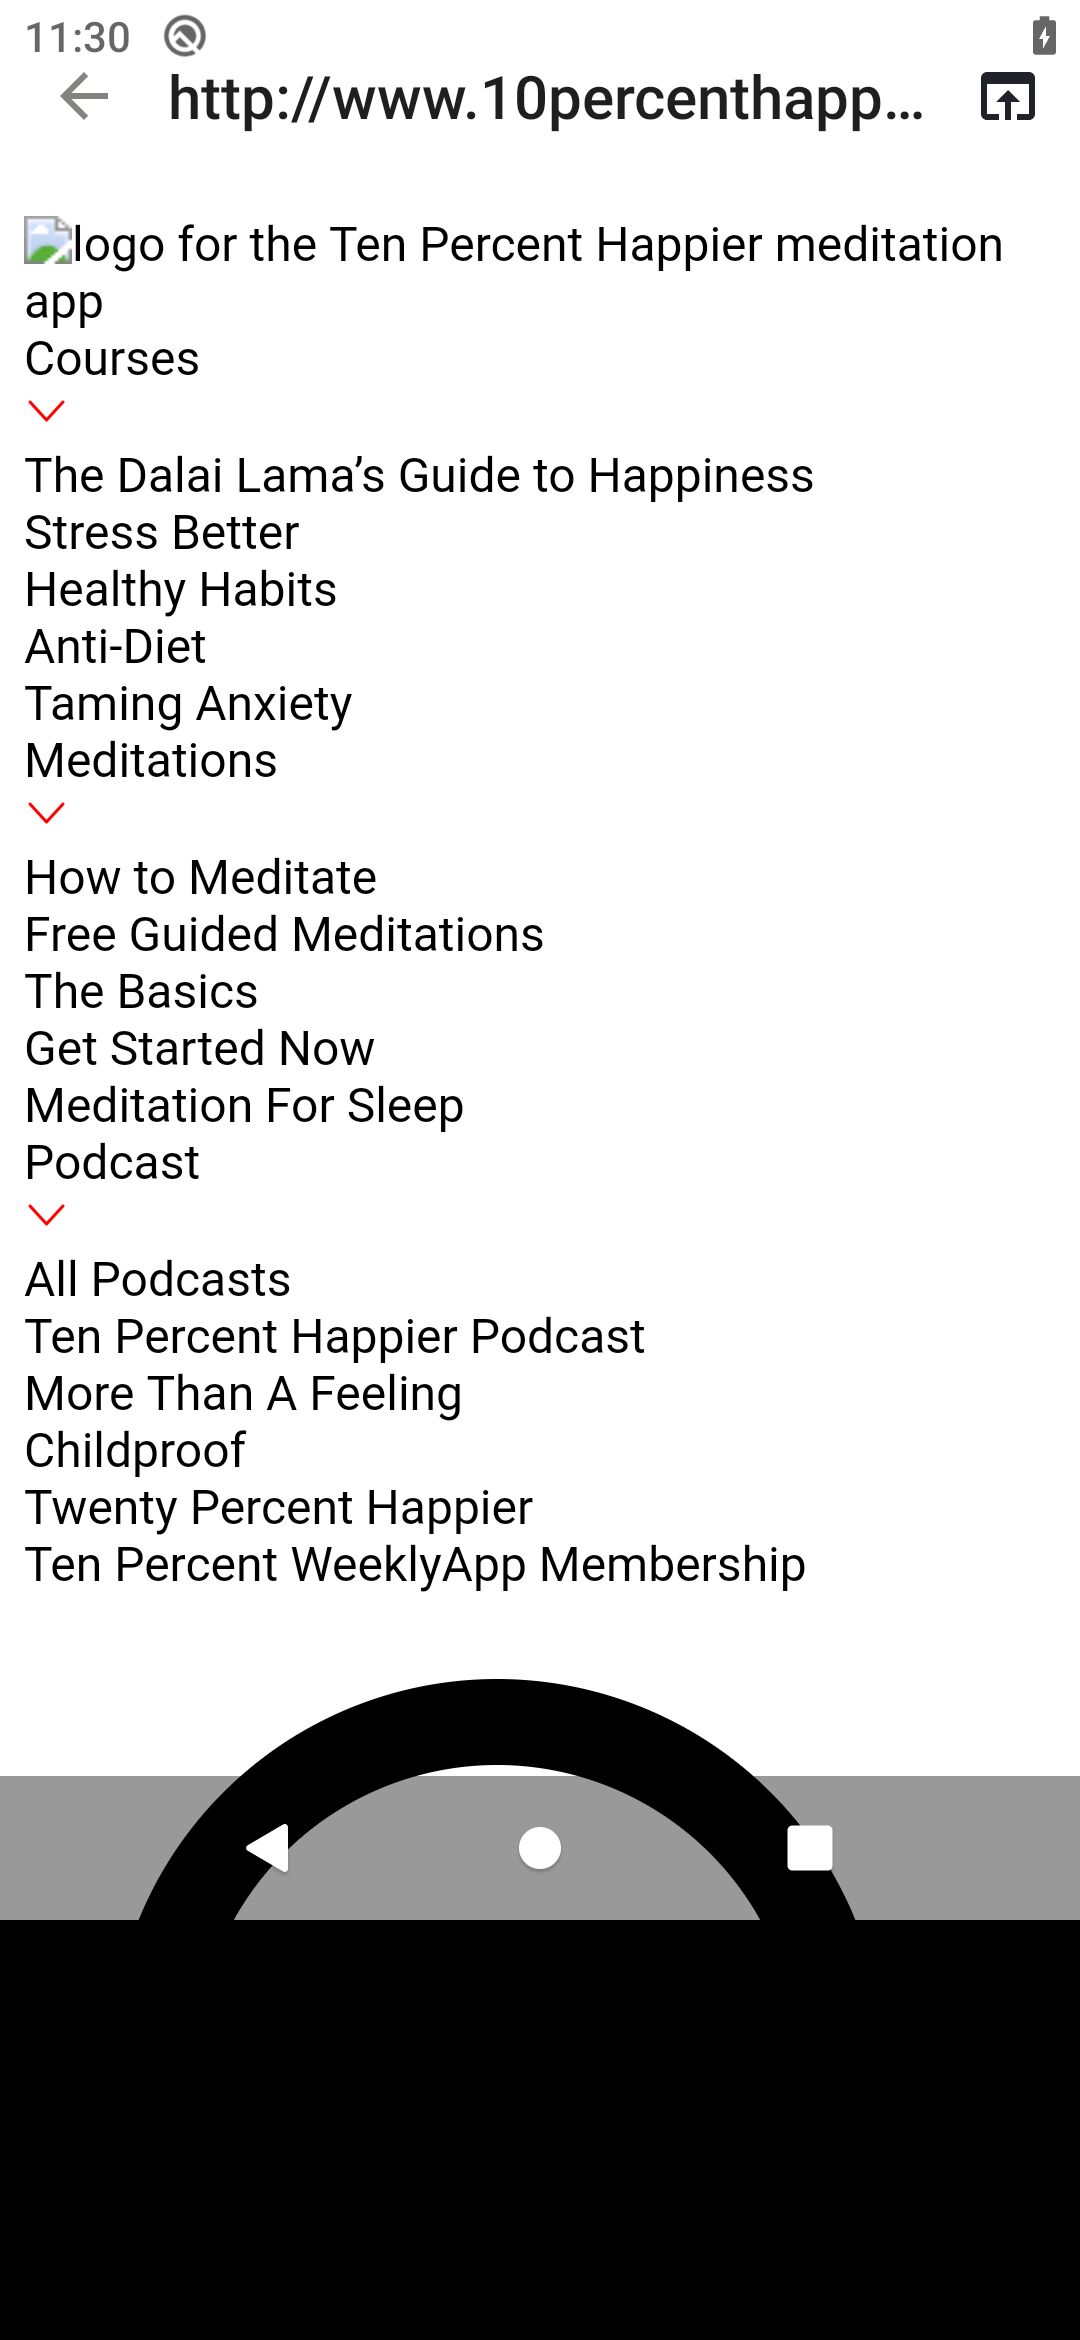 11:30
http://www.10percenthapp...
logo for the Ten Percent Happier meditation
app
Courses
The Dalai Lama’s Guide to Happiness
Stress Better
Healthy Habits
Anti-Diet
Taming Anxiety
Meditations
How to Meditate
Free Guided Meditations
The Basics
Get Started Now
Meditation For Sleep
Podcast
All Podcasts
Ten Percent Happier Podcast
More Than A Feeling
Childproof
Twenty Percent Happier
Ten Percent WeeklyApp Membership